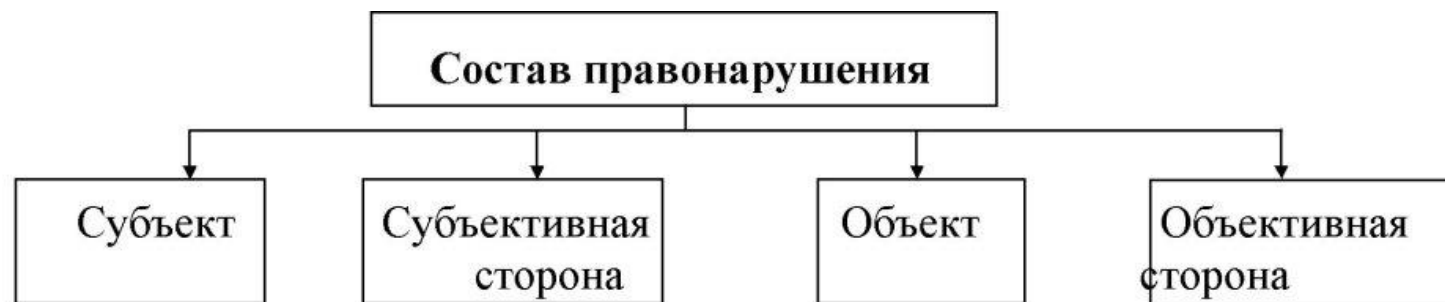 Состав правонарушения
Субъект
Субъективная
сторона
Объект
Объективная
сторона